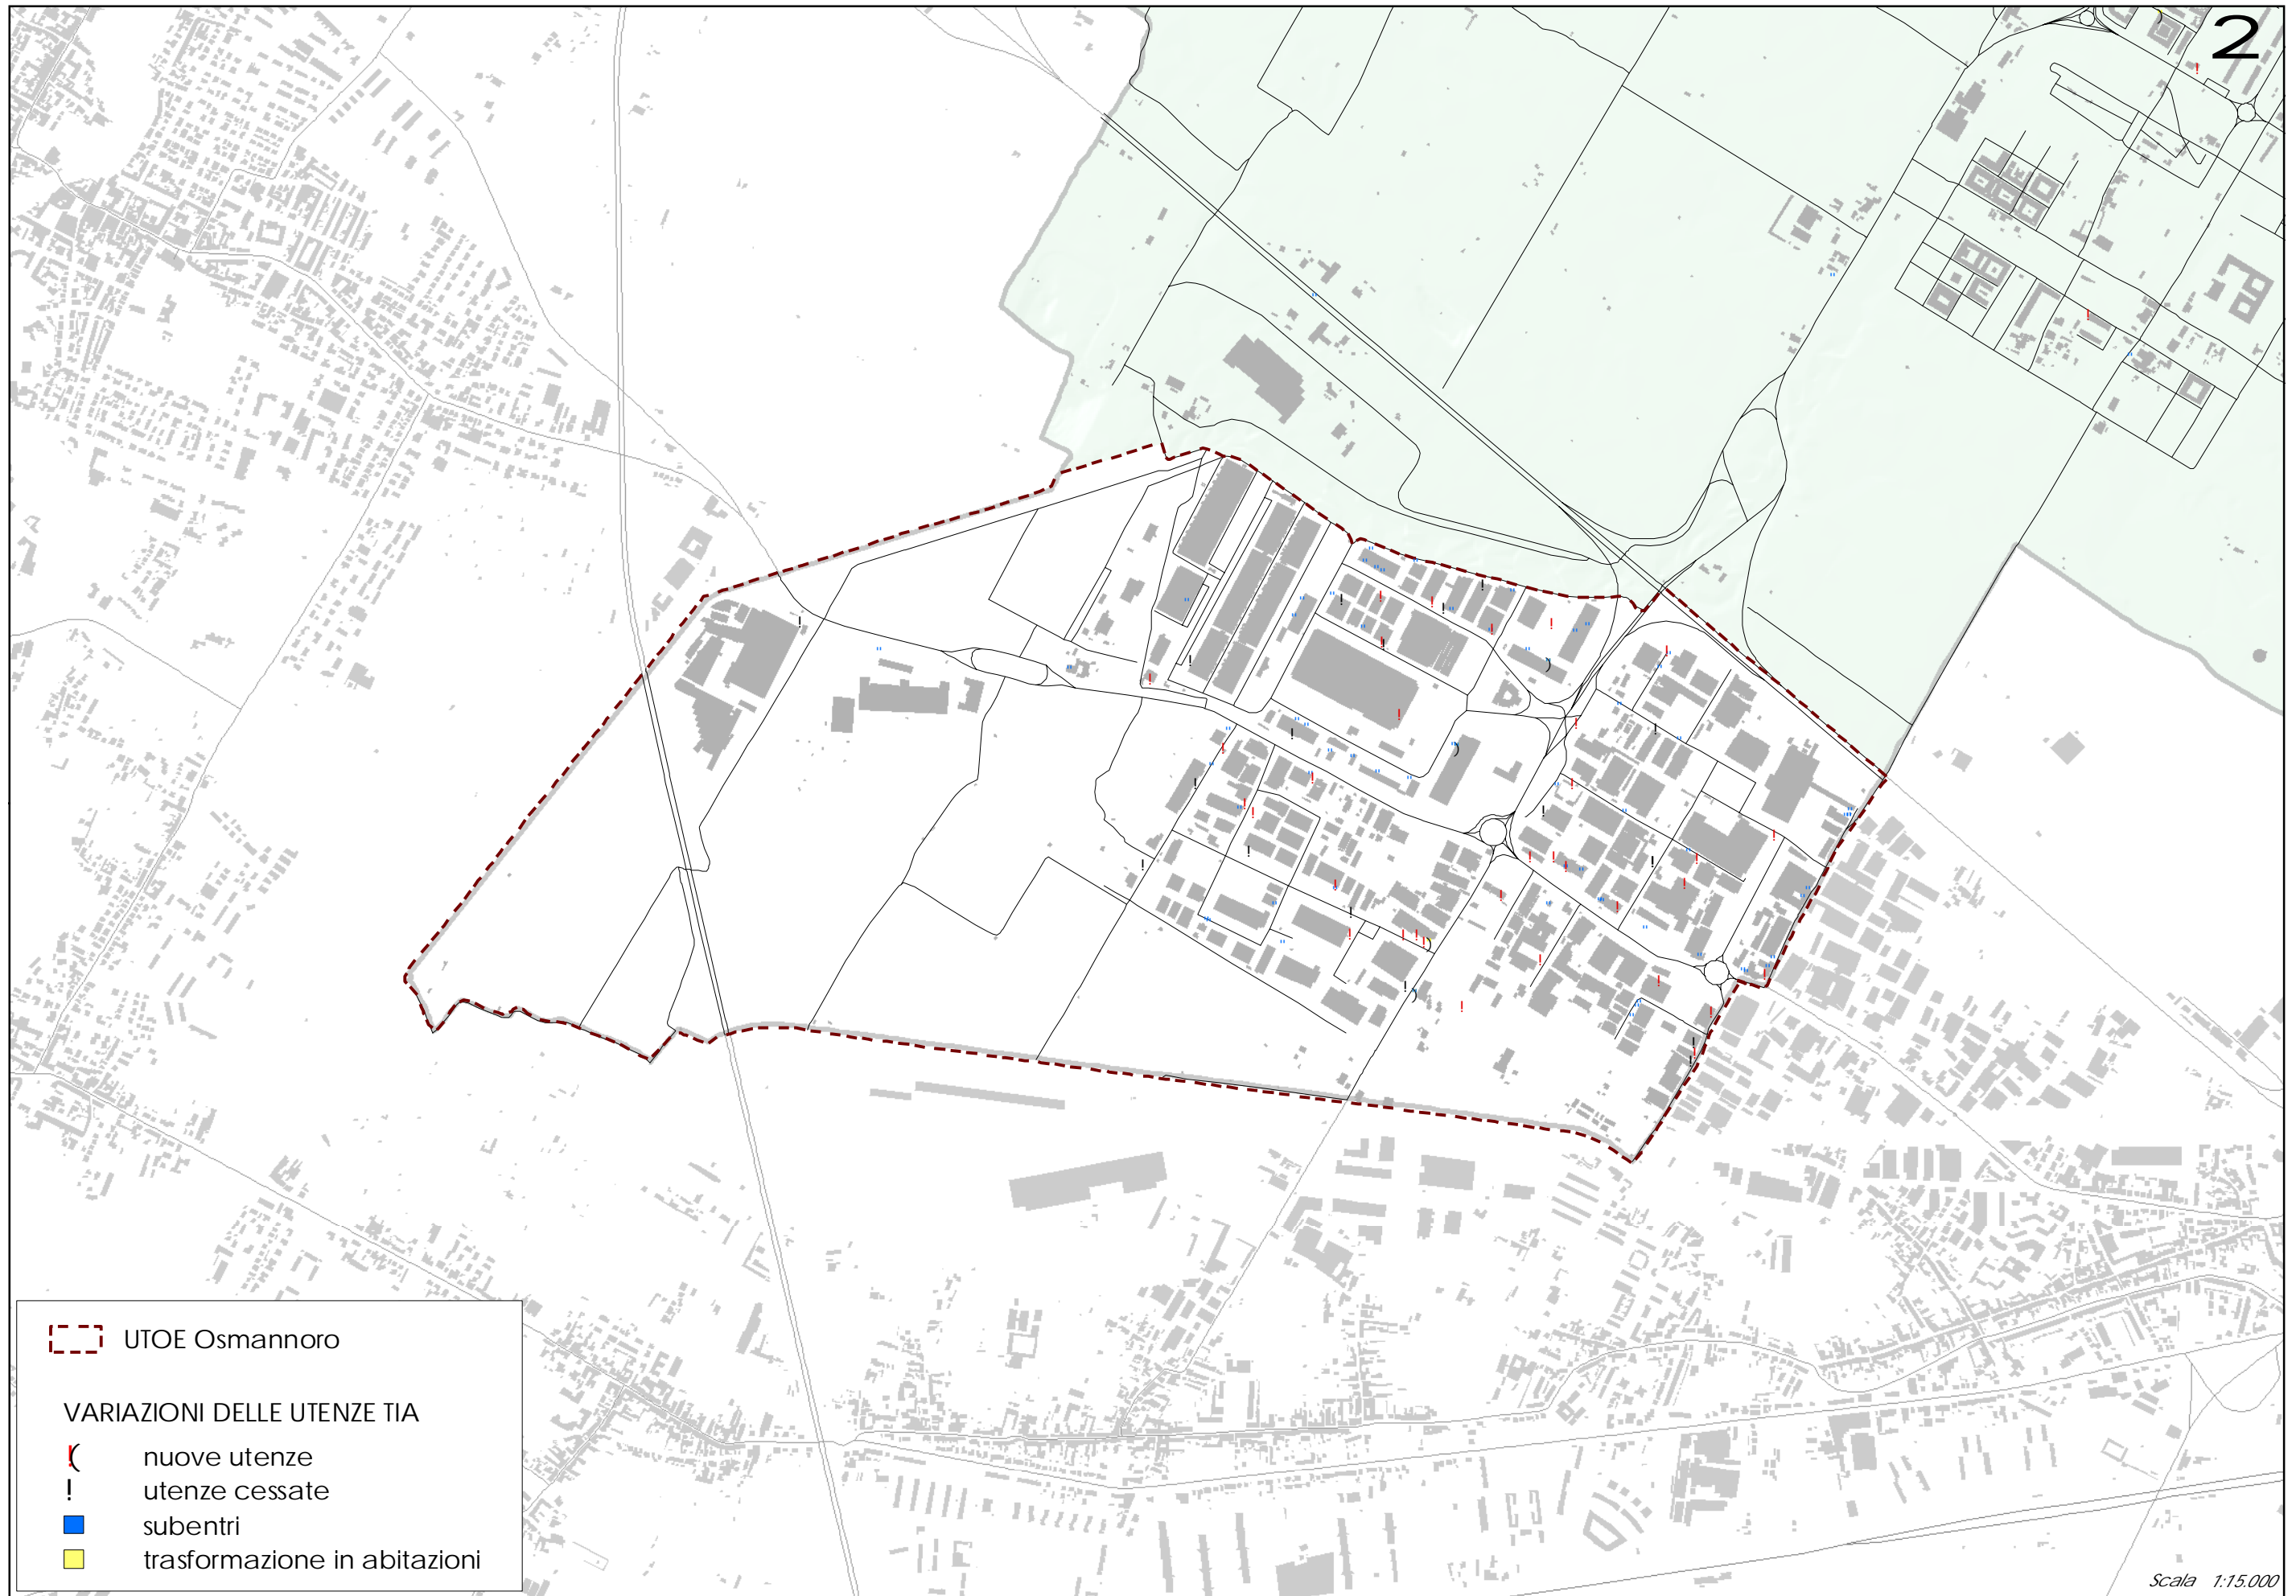 2
UTOE Osmannoro
VARIAZIONI DELLE UTENZE TIA
nuove utenze
utenze cessate
subentri
trasformazione in abitazioni
Scala 1:15.000